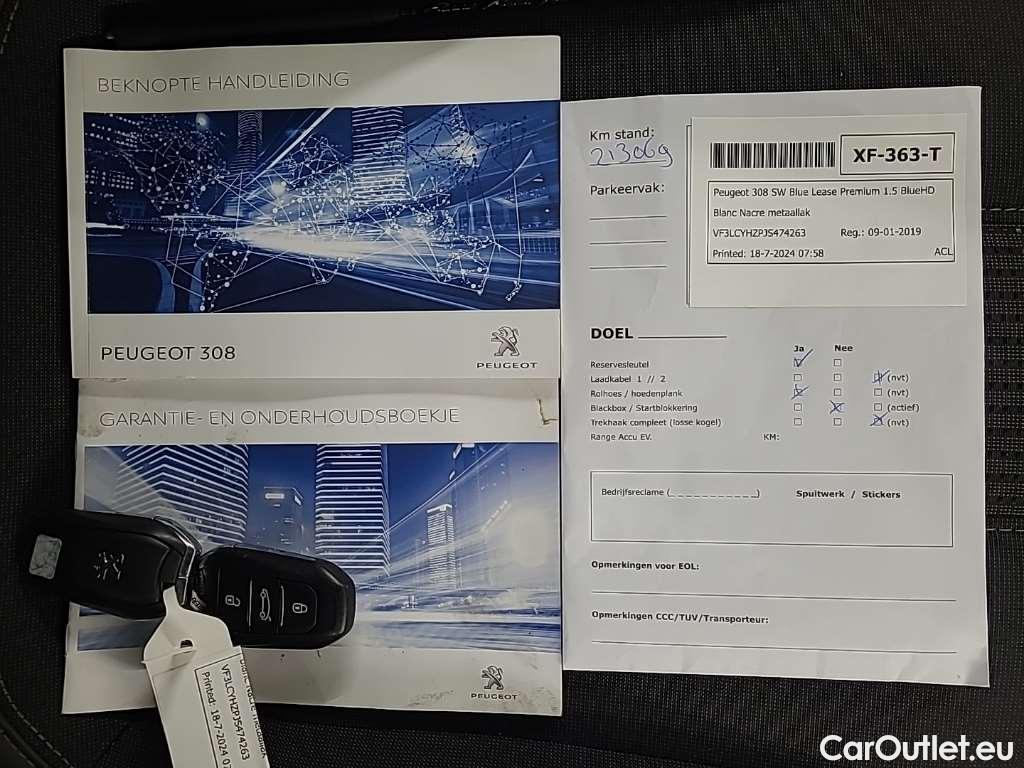 BEKNOPTE HANDLEIDING
PEUGEOT 308
PEUGEOT
GARANTIE- EN ONDERHOUDSBOEKJE
PEUGEOT
Blanc Nacre metaallak
VF3LCYHZPJS474263
Printed: 18-7-2024 07
Km stand:
213069
Parkeervak:
XF-363-T
Peugeot 308 SW Blue Lease Premium 1.5 BlueHD
Blanc Nacre metaallak
VF3LCYHZPJS474263 Reg.: 09-01-2019
Printed: 18-7-2024 07:58 ACL
DOEL
Ja Nee
Reservesleutel
Laadkabel 1 // 2 (nvt)
Rolhoes / hoedenplank (nvt)
Blackbox / Startblokkering (actief)
Trekhaak compleet (losse kogel) (nvt)
Range Accu EV. KM:
Bedrijfsreclame (_ _ _ _ _ _ _ _ _ _ _) Spuitwerk / Stickers
Opmerkingen voor EOL:
Opmerkingen CCC/TUV/Transporteur:
CarOutlet.eu